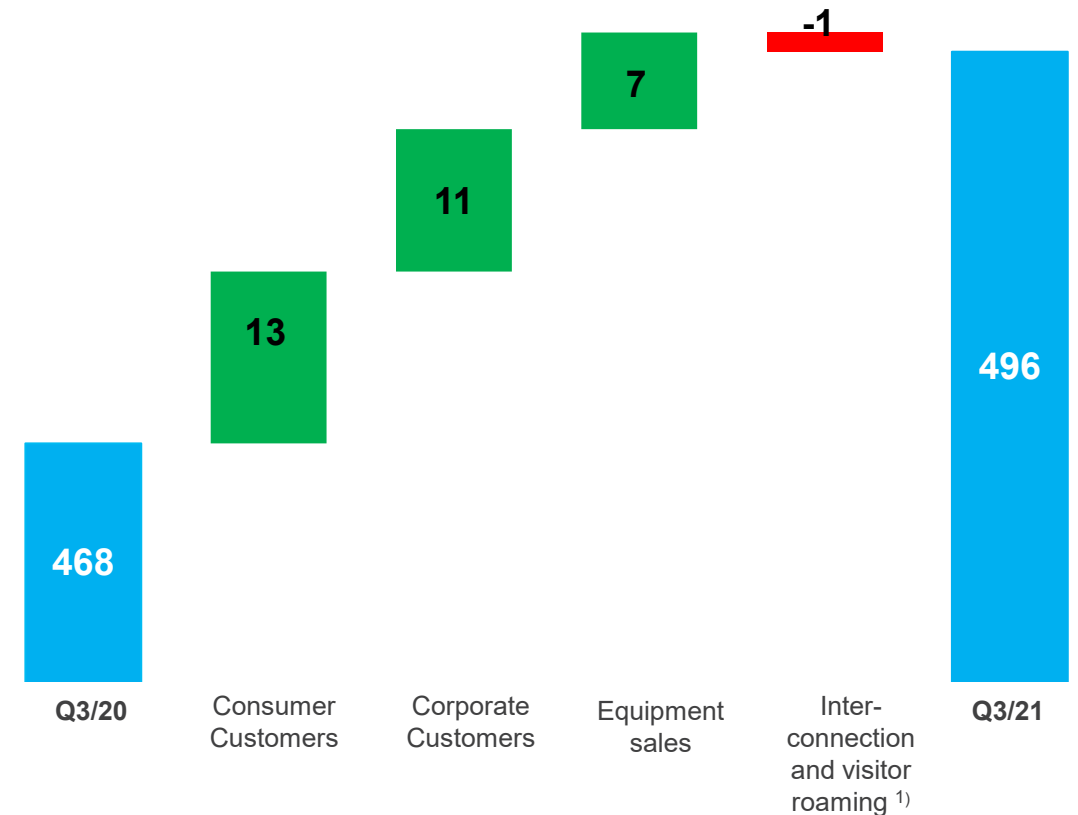 -1
7
11
13
496
468
Q3/20
Consumer
Customers
Corporate
Customers
Equipment
sales
Inter-
connection
and visitor
roaming 1)
Q3/21